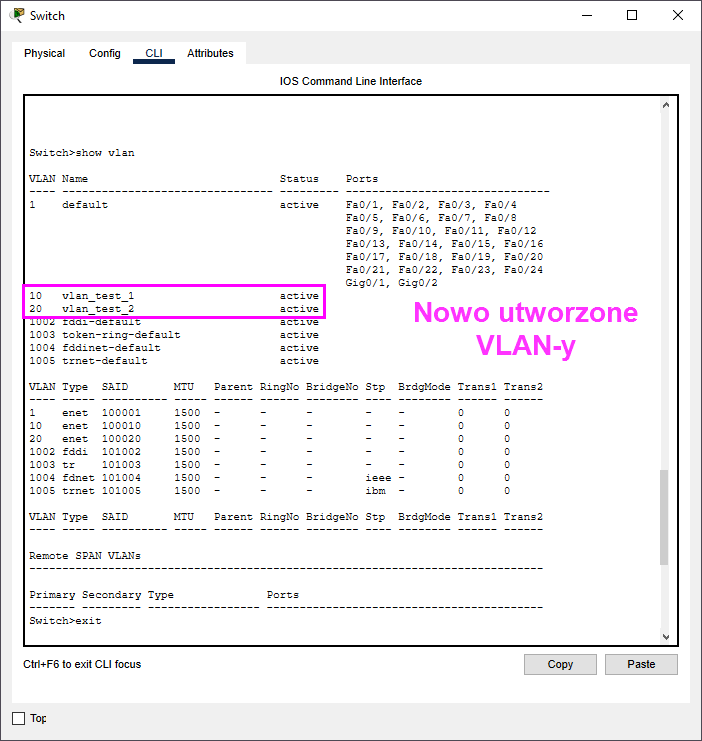 Switch
Physical Config CLI Attributes
IOS Command Line Interface
Switch>show vlan
VLAN Name Status Ports
---- -------------------------------- --------- -------------------------------
1 default active Fa0/1, Fa0/2, Fa0/3, Fa0/4
Fa0/5, Fa0/6, Fa0/7, Fa0/8
Fa0/9, Fa0/10, Fa0/11, Fa0/12
Fa0/13, Fa0/14, Fa0/15, Fa0/16
Fa0/17, Fa0/18, Fa0/19, Fa0/20
Fa0/21, Fa0/22, Fa0/23, Fa0/24
Gig0/1, Gig0/2
10 vlan_test_1 active
20 vlan_test_2 active
1002 fddi-default active
1003 token-ring-default active
1004 fddinet-default active
1005 trnet-default active
Nowo utworzone
VLAN-y
VLAN Type SAID MTU Parent RingNo BridgeNo Stp BrdgMode Trans1 Trans2
---- ----- ---------- ----- ------ ------ -------- ---- -------- ------ ------
1 enet 100001 1500 - - - - - 0 0
10 enet 100010 1500 - - - - - 0 0
20 enet 100020 1500 - - - - - 0 0
1002 fddi 101002 1500 - - - - - 0 0
1003 tr 101003 1500 - - - - - 0 0
1004 fdnet 101004 1500 - - - ieee - 0 0
1005 trnet 101005 1500 - - - ibm - 0 0
VLAN Type SAID MTU Parent RingNo BridgeNo Stp BrdgMode Trans1 Trans2
---- ----- ---------- ----- ------ ------ -------- ---- -------- ------ ------
Remote SPAN VLANs
------------------------------------------------------------------------------
Primary Secondary Type Ports
------- --------- ----------------- ------------------------------------------
Switch>exit
Ctrl+F6 to exit CLI focus
Copy Paste
Top